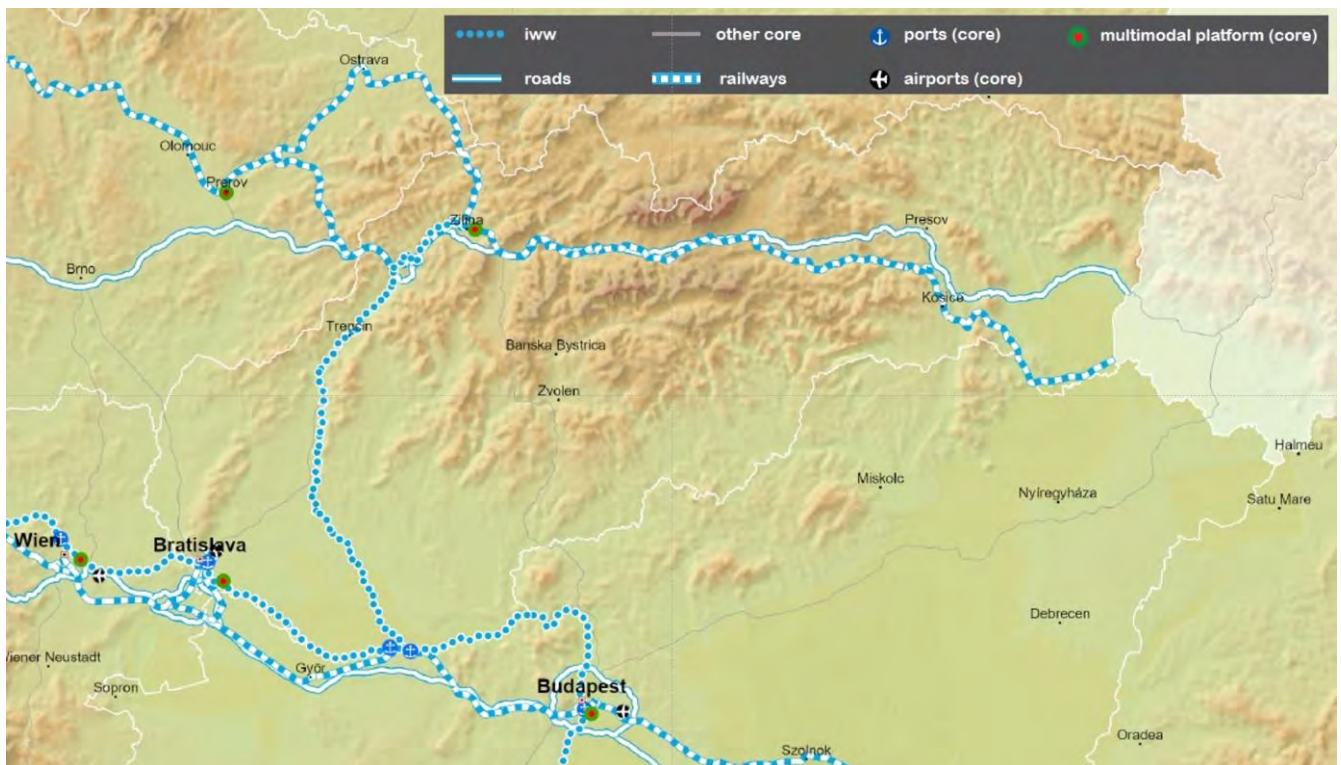 iww
other core
ports (core)
multimodal platform (core)
roads
railways
airports (core)
Ostrava
Olomouc
Prerov
Zilina
Presov
Brno
Kosice
Trencin
Banska Bystrica
Zvolen
Halmeu
Miskolc
Nyíregyháza
Satu Mare
Wien
Bratislava
Debrecen
Wiener Neustadt
Györ
Sopron
Budapest
Oradea
Szolnok